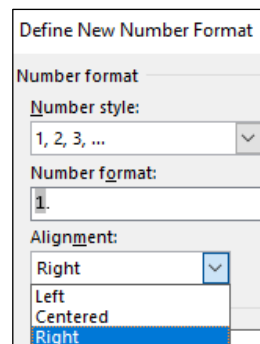 Define New Number Format
Number format
Number style:
1, 2, 3, ...
Number format:
1.
Alignment:
Right
Left
Centered
Right